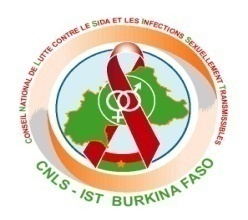 CONSEIL NATIONAL DE LUTTE CONTRE LE SIDA ET LES INFECTIONS SEXUELLEMENT TRANSMISSIBLES
CNLS - IST BURKINA FASO